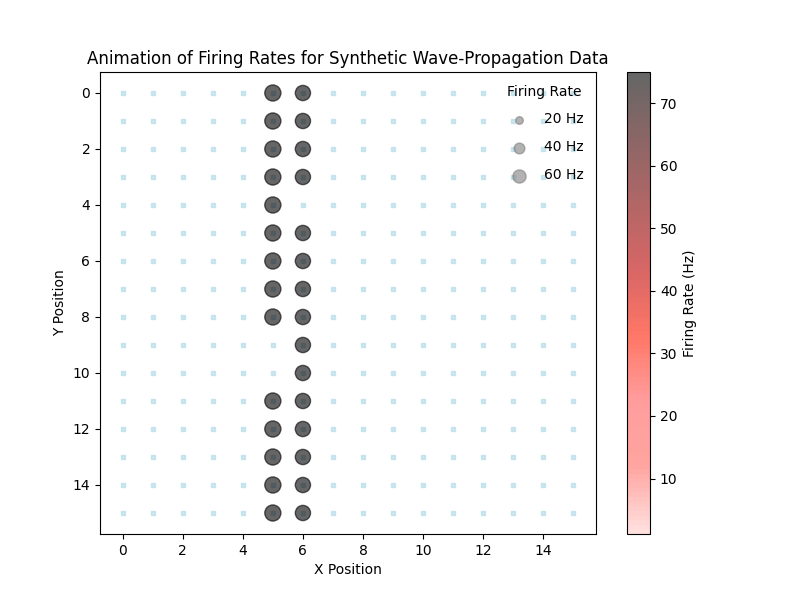 Animation of Firing Rates for Synthetic Wave-Propagation Data
Firing Rate
20 Hz
40 Hz
60 Hz
0
2
4
6
8
10
12
14
Y Position
0
2
4
6
8
10
12
14
X Position
70
60
50
40
30
20
10
Firing Rate (Hz)